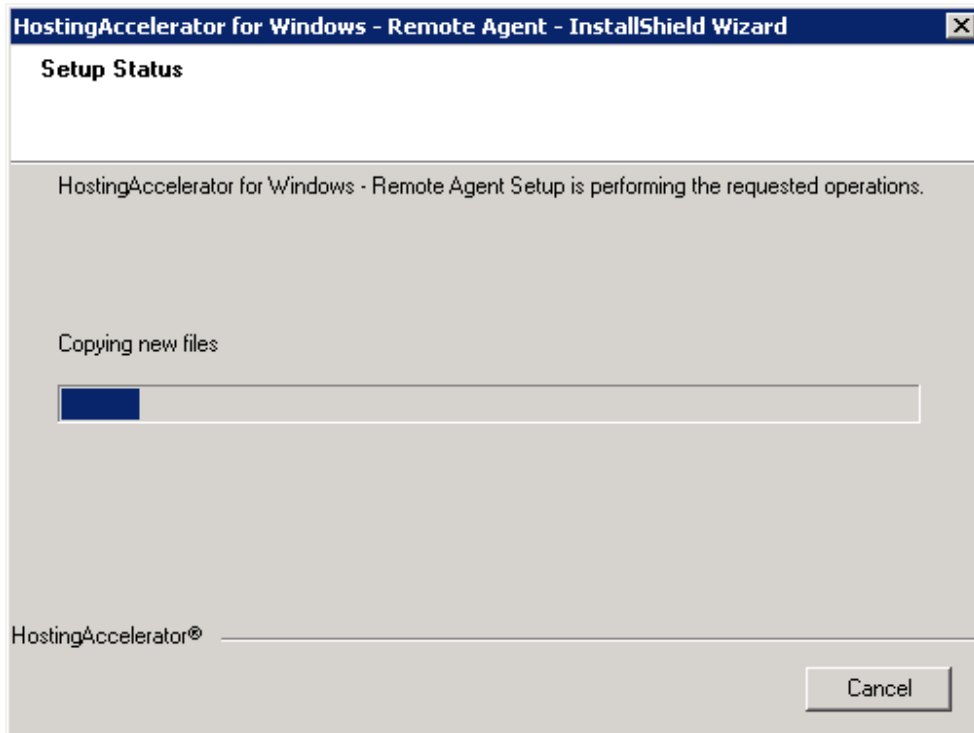 HostingAccelerator for Windows - Remote Agent - InstallShield Wizard
Setup Status
HostingAccelerator for Windows - Remote Agent Setup is performing the requested operations.
Copying new files
HostingAccelerator®
Cancel